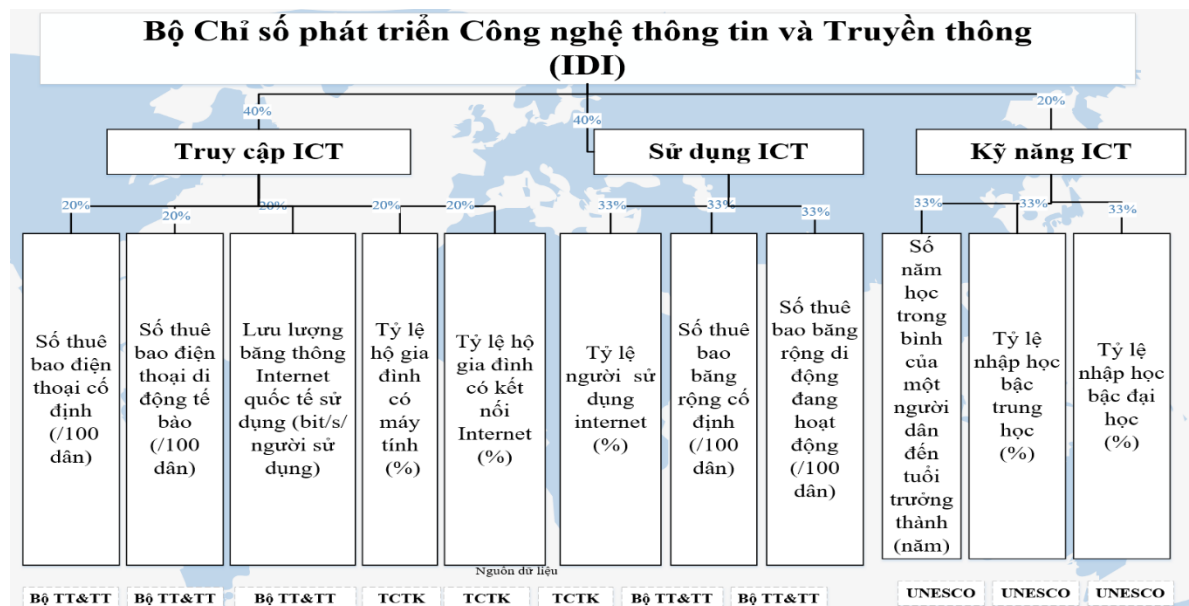 Bộ Chỉ số phát triển Công nghệ thông tin và Truyền thông
(IDI)
40%
40%
20%
Truy cập ICT
Sử dụng ICT
Kỹ năng ICT
20%
20%
20%
20%
20%
33%
33%
33%
33%
33%
33%
Số thuê
bao điện
thoại cố
định
(/100
dân)
Số thuê
bao điện
thoại di
động tế
bào
(/100
dân)
Lưu lượng
băng thông
Internet
quốc tế sử
dụng (bit/s/
người sử
dụng)
Tỷ lệ
hộ gia
đình
có
máy
tính
(%)
Tỷ lệ hộ
gia đình
có kết
nối
Internet
(%)
Tỷ lệ
người sử
dụng
internet
(%)
Số thuê
bao
băng
rộng cố
định
(/100
dân)
Số thuê
bao băng
rộng di
động
đang
hoạt
động
(/100
dân)
Số
năm
học
trong
bình
của
một
người
dân
đến
tuổi
trưởng
thành
(năm)
Tỷ lệ
nhập học
bậc
trung
học
(%)
Tỷ lệ
nhập học
bậc đại
học
(%)
Nguồn dữ liệu
Bộ TT&TT
Bộ TT&TT
Bộ TT&TT
TCTK
TCTK
TCTK
Bộ TT&TT
Bộ TT&TT
UNESCO
UNESCO
UNESCO